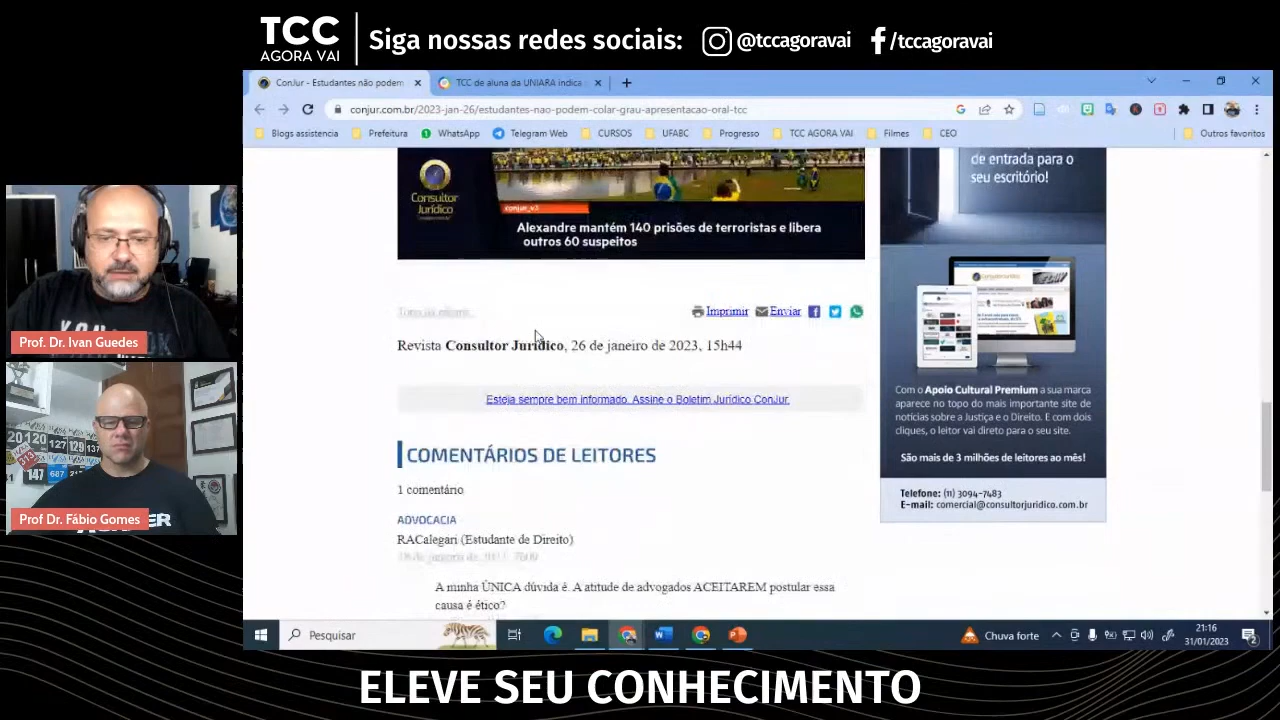 TCC
AGORA VAI
Siga nossas redes sociais:
@tccagoravai
/tccagoravai
ConJur - Estudantes não podem
TCC de aluna da UNIARA indica
conjur.com.br/2023-jan-26/estudantes-nao-podem-colar-grau-apresentacao-oral-tcc
Blogs assistencia
Prefeitura
WhatsApp
Telegram Web
CURSOS
UFABC
Progresso
TCC AGORA VAI
Filmes
CEO
Outros favoritos
Consultor
Jurídico
conjur_v3
Alexandre mantém 140 prisões de terroristas e libera
outros 60 suspeitos
de entrada para o
seu escritório!
Imprimir
Enviar
Revista Consultor Jurídico, 26 de janeiro de 2023, 15h44
Esteja sempre bem informado. Assine o Boletim Jurídico ConJur.
COMENTÁRIOS DE LEITORES
1 comentário
ADVOCACIA
RACalegari (Estudante de Direito)
A minha ÚNICA dúvida é. A atitude de advogados ACEITAREM postular essa
causa é ético?
Com o Apoio Cultural Premium a sua marca
aparece no topo do mais importante site de
notícias sobre a Justiça e o Direito. E com dois
cliques, o leitor vai direto para o seu site.
São mais de 3 milhões de leitores ao mês!
Telefone: (11) 3094-7483
E-mail: comercial@consultorjuridico.com.br
Prof. Dr. Ivan Guedes
Prof Dr. Fábio Gomes
Pesquisar
Chuva forte
21:16
31/01/2023
ELEVE SEU CONHECIMENTO